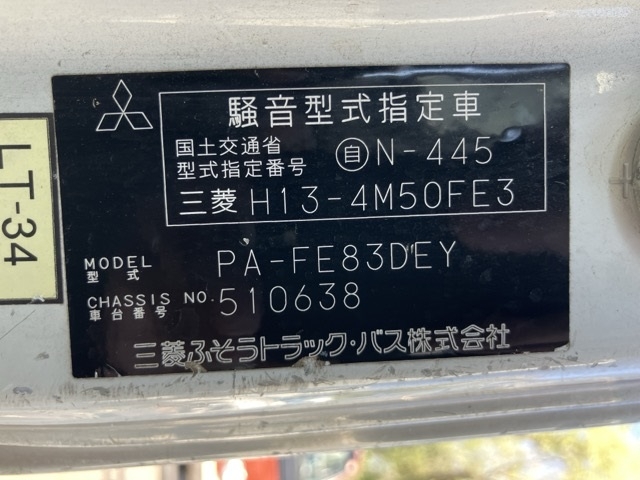 騒音型式指定車
国土交通省
型式指定番号 自N-445
三菱 H13-4M50FE3
MODEL
型式 PA-FE83DEY
CHASSIS NO.
車台番号 510638
三菱ふそうトラック・バス株式会社
LT-34